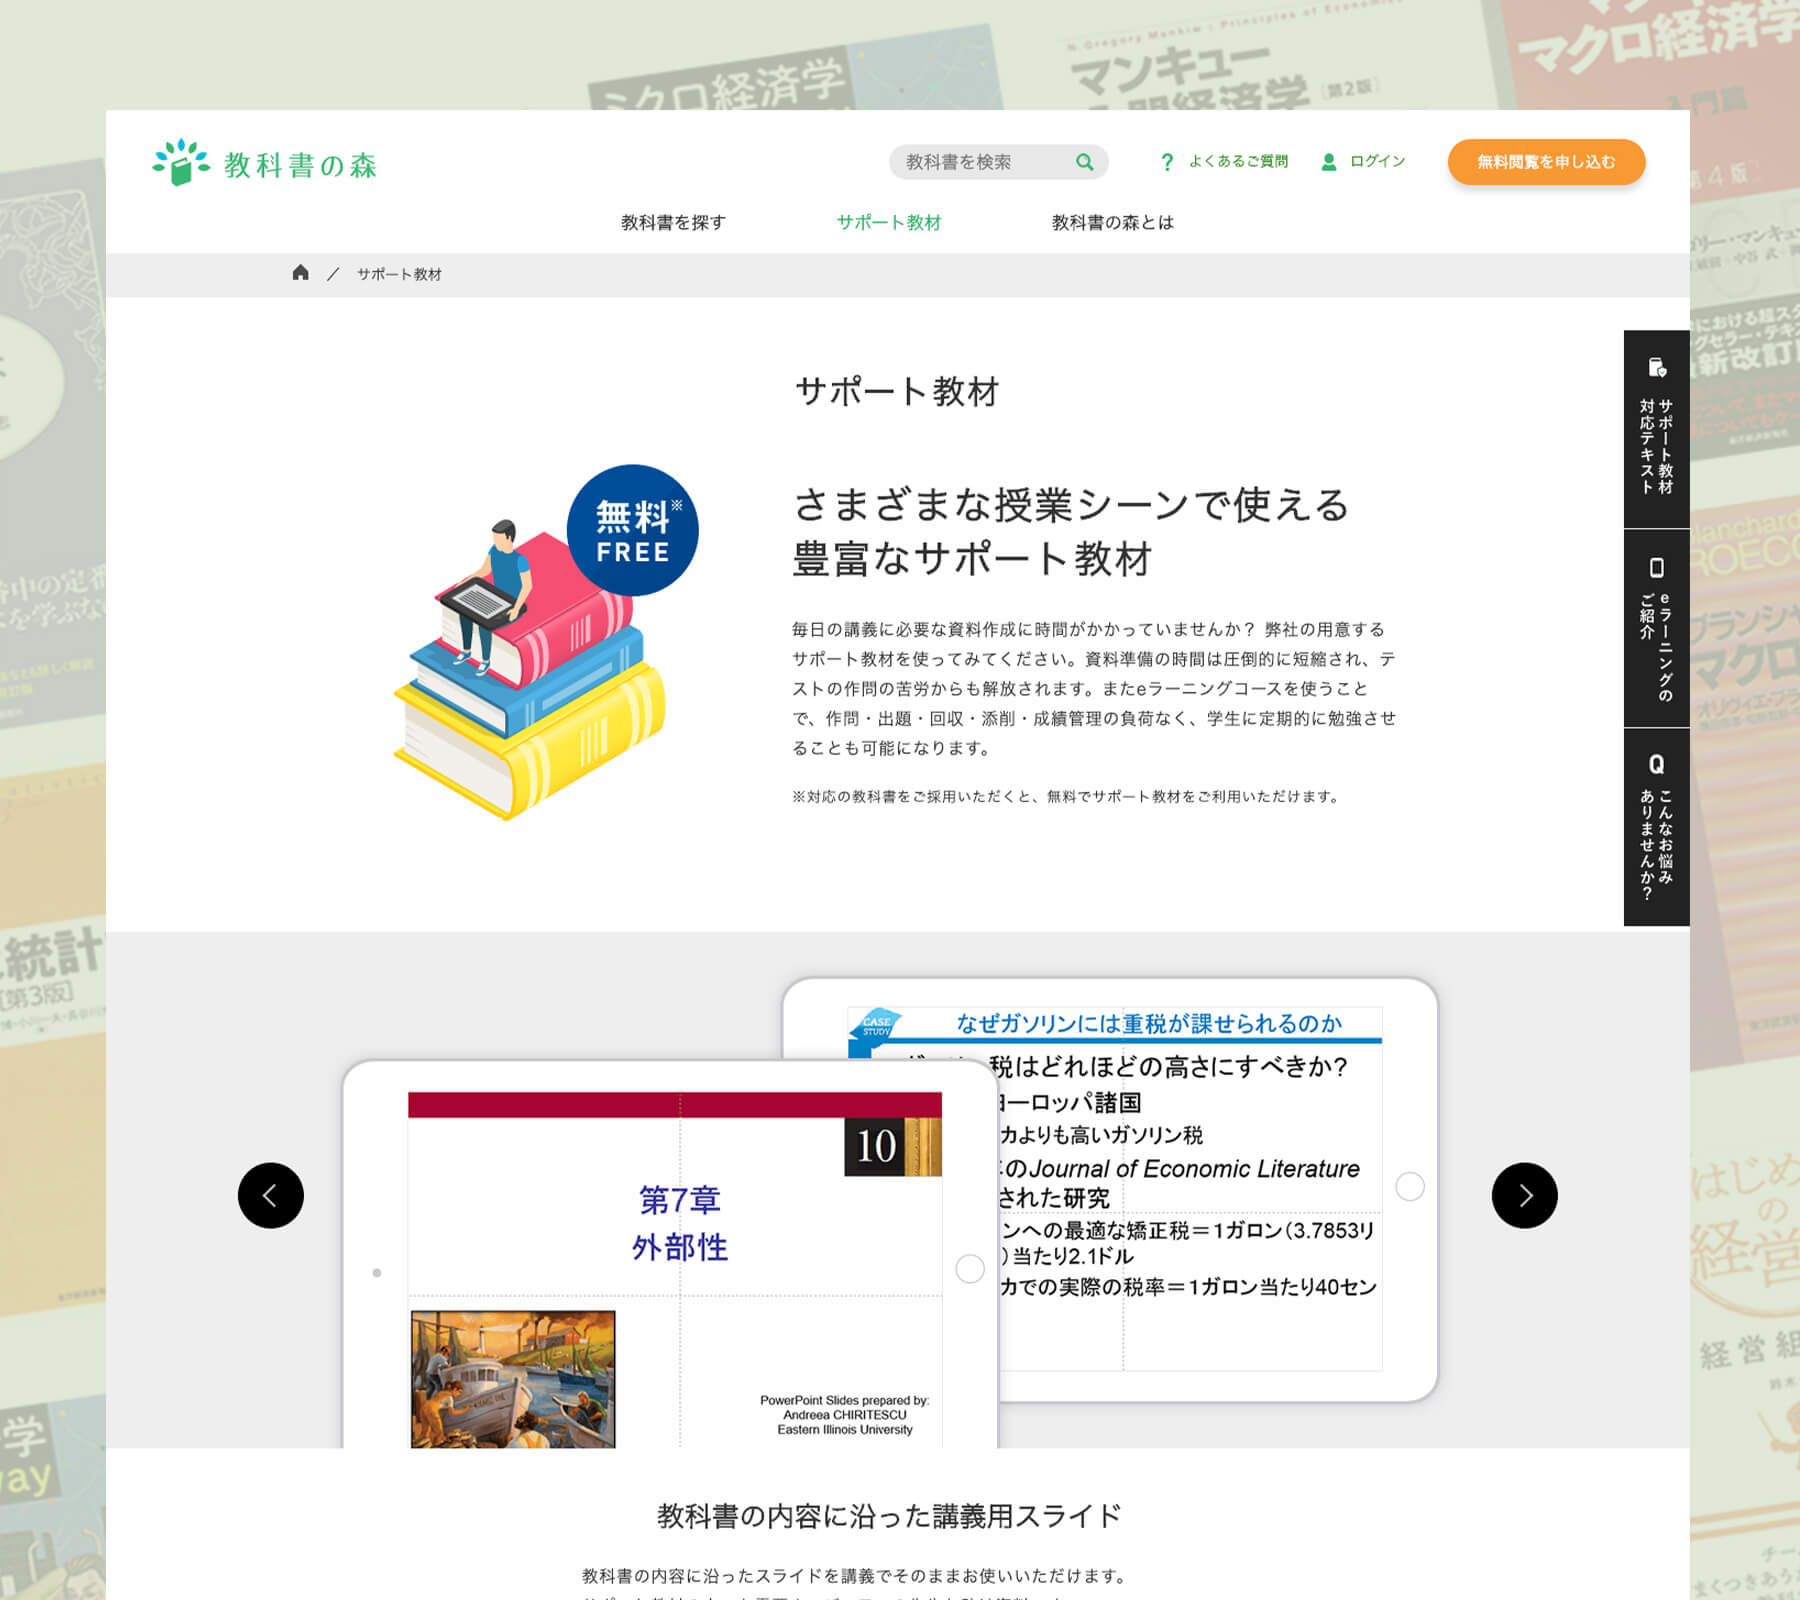 ミクロ経済学
N. Gregory Mankiw : Principles of Economics
マンキュー
[第2版]
マクロ経済学
入門篇
第4版
教科書の森
教科書を検索
よくあるご質問
ログイン
無料閲覧を申し込む
教科書を探す
サポート教材
教科書の森とは
／ サポート教材
サポート教材
無料※
FREE
さまざまな授業シーンで使える
豊富なサポート教材
毎日の講義に必要な資料作成に時間がかかっていませんか？ 弊社の用意する
サポート教材を使ってみてください。資料準備の時間は圧倒的に短縮され、テ
ストの作問の苦労からも解放されます。またeラーニングコースを使うこと
で、作問・出題・回収・添削・成績管理の負荷なく、学生に定期的に勉強させ
ることも可能になります。
※対応の教科書をご採用いただくと、無料でサポート教材をご利用いただけます。
サポート教材
対応テキスト
eラーニングの
ご紹介
Q
こんなお悩み
ありませんか？
CASE
STUDY
なぜガソリンには重税が課せられるのか
税はどれほどの高さにすべきか?
ヨーロッパ諸国
カよりも高いガソリン税
のJournal of Economic Literature
された研究
ンへの最適な矯正税＝1ガロン（3.7853リ
）当たり2.1ドル
カでの実際の税率＝1ガロン当たり40セン
10
第7章
外部性
PowerPoint Slides prepared by:
Andreea CHIRITESCU
Eastern Illinois University
教科書の内容に沿った講義用スライド
教科書の内容に沿ったスライドを講義でそのままお使いいただけます。
統計
[第3版]
マクロ
はじめ
の
経営
経営組